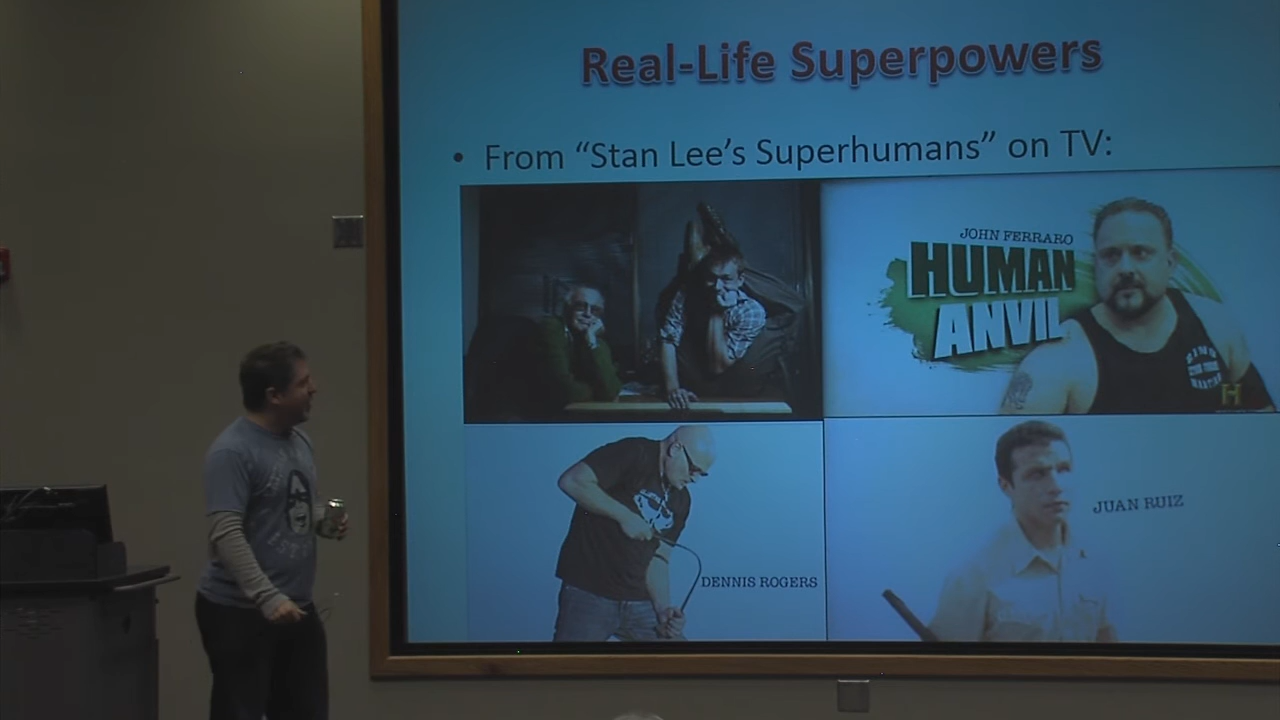 Real-Life Superpowers
• From “Stan Lee’s Superhumans” on TV:
JOHN FERRARO
HUMAN
ANVIL
H
DENNIS ROGERS
JUAN RUIZ